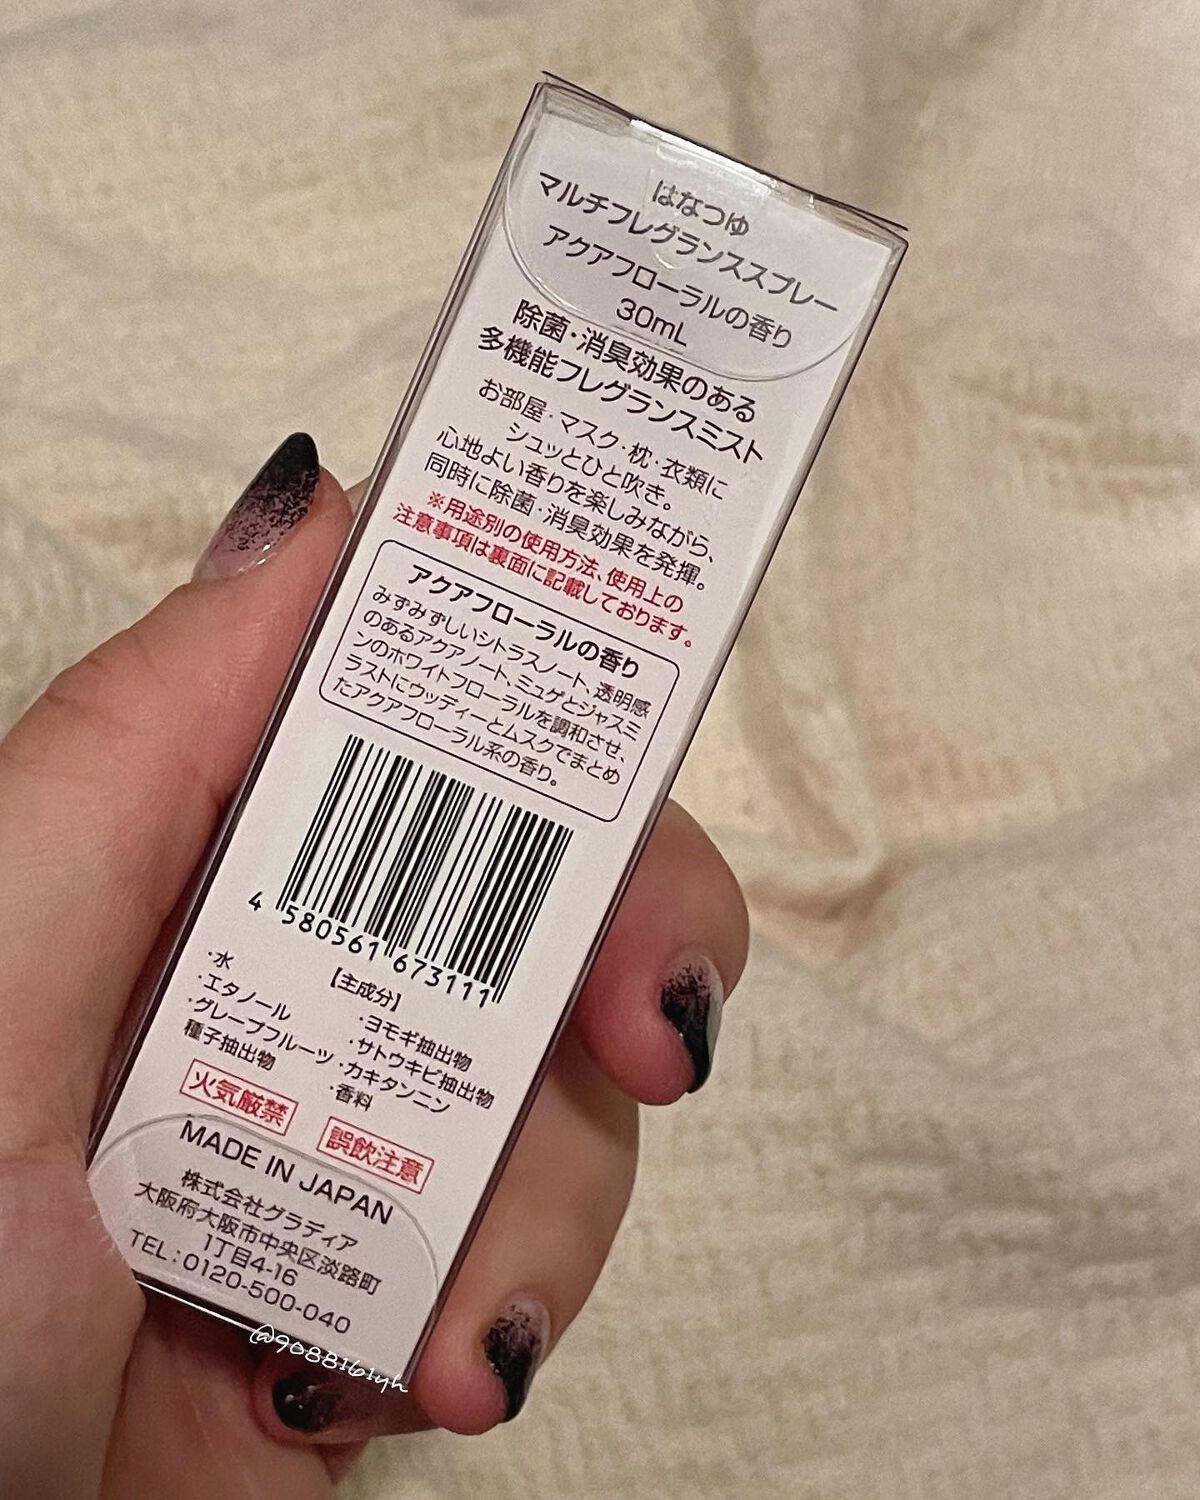 はなつゆ
マルチフレグランススプレー
アクアフローラルの香り
30mL
除菌・消臭効果のある
多機能フレグランスミスト
お部屋・マスク・枕・衣類に
シュッとひと吹き。
心地よい香りを楽しみながら、
同時に除菌・消臭効果を発揮。
※用途別の使用方法、使用上の
注意事項は裏面に記載しております。
アクアフローラルの香り
みずみずしいシトラスノート、透明感
のあるアクアノート、ミュゲとジャスミ
ンのホワイトフローラルを調和させ、
ラストにウッディーとムスクでまとめ
たアクアフローラル系の香り。
4 580561 673111
【主成分】
・水
・エタノール
・グレープフルーツ
種子抽出物
・ヨモギ抽出物
・サトウキビ抽出物
・カキタンニン
・香料
火気厳禁
誤飲注意
MADE IN JAPAN
株式会社グラディア
大阪府大阪市中央区淡路町
1丁目4-16
TEL:0120-500-040
@9088161yh